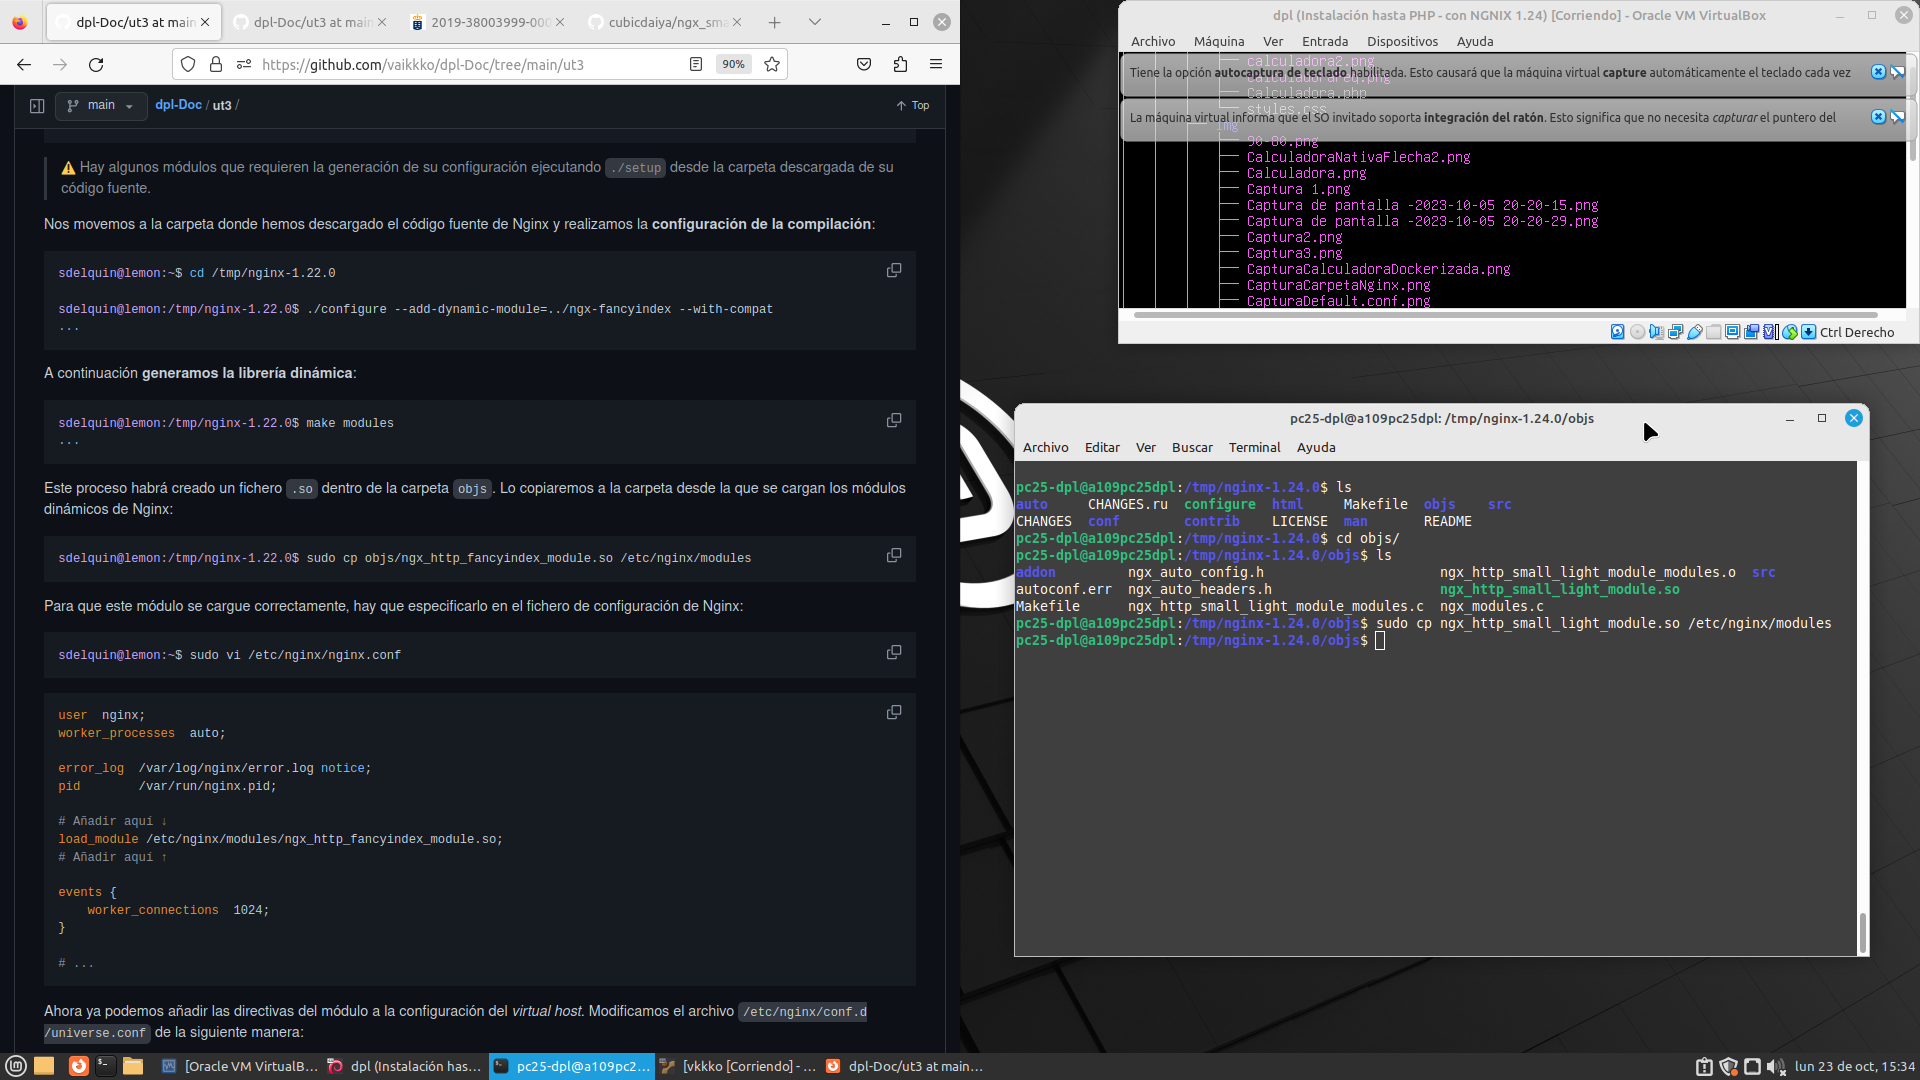 dpl-Doc/ut3 at main
dpl-Doc/ut3 at main
2019-38003999-000
cubicdaiya/ngx_sma
https://github.com/vaikkko/dpl-Doc/tree/main/ut3
90%
main
dpl-Doc / ut3 /
Top
⚠ Hay algunos módulos que requieren la generación de su configuración ejecutando ./setup desde la carpeta descargada de su
código fuente.
Nos movemos a la carpeta donde hemos descargado el código fuente de Nginx y realizamos la configuración de la compilación:
sdelquin@lemon:~$ cd /tmp/nginx-1.22.0
sdelquin@lemon:/tmp/nginx-1.22.0$ ./configure --add-dynamic-module=../ngx-fancyindex --with-compat
...
A continuación generamos la librería dinámica:
sdelquin@lemon:/tmp/nginx-1.22.0$ make modules
...
Este proceso habrá creado un fichero .so dentro de la carpeta objs. Lo copiaremos a la carpeta desde la que se cargan los módulos
dinámicos de Nginx:
sdelquin@lemon:/tmp/nginx-1.22.0$ sudo cp objs/ngx_http_fancyindex_module.so /etc/nginx/modules
Para que este módulo se cargue correctamente, hay que especificarlo en el fichero de configuración de Nginx:
sdelquin@lemon:~$ sudo vi /etc/nginx/nginx.conf
user  nginx;
worker_processes  auto;
error_log  /var/log/nginx/error.log notice;
pid        /var/run/nginx.pid;
# Añadir aquí ↓
load_module /etc/nginx/modules/ngx_http_fancyindex_module.so;
# Añadir aquí ↑
events {
    worker_connections  1024;
}
# ...
Ahora ya podemos añadir las directivas del módulo a la configuración del virtual host. Modificamos el archivo /etc/nginx/conf.d
/universe.conf de la siguiente manera:
dpl (Instalación hasta PHP - con NGNIX 1.24) [Corriendo] - Oracle VM VirtualBox
Archivo Máquina Ver Entrada Dispositivos Ayuda
calculadora2.png
Tiene la opción autocaptura de teclado habilitada. Esto causará que la máquina virtual capture automáticamente el teclado cada vez
Calculadora.php
styles.css
La máquina virtual informa que el SO invitado soporta integración del ratón. Esto significa que no necesita capturar el puntero del
img
90-80.png
CalculadoraNativaFlecha2.png
Calculadora.png
Captura 1.png
Captura de pantalla -2023-10-05 20-20-15.png
Captura de pantalla -2023-10-05 20-20-29.png
Captura2.png
Captura3.png
CapturaCalculadoraDockerizada.png
CapturaCarpetaNginx.png
CapturaDefault.conf.png
Ctrl Derecho
pc25-dpl@a109pc25dpl: /tmp/nginx-1.24.0/objs
Archivo Editar Ver Buscar Terminal Ayuda
pc25-dpl@a109pc25dpl:/tmp/nginx-1.24.0$ ls
auto     CHANGES.ru  configure  html     Makefile  objs    src
CHANGES  conf        contrib    LICENSE  man       README
pc25-dpl@a109pc25dpl:/tmp/nginx-1.24.0$ cd objs/
pc25-dpl@a109pc25dpl:/tmp/nginx-1.24.0/objs$ ls
addon         ngx_auto_config.h                      ngx_http_small_light_module_modules.o  src
autoconf.err  ngx_auto_headers.h                     ngx_http_small_light_module.so
Makefile      ngx_http_small_light_module_modules.c  ngx_modules.c
pc25-dpl@a109pc25dpl:/tmp/nginx-1.24.0/objs$ sudo cp ngx_http_small_light_module.so /etc/nginx/modules
pc25-dpl@a109pc25dpl:/tmp/nginx-1.24.0/objs$
[Oracle VM VirtualB...
dpl (Instalación has...
pc25-dpl@a109pc2...
[vkkko [Corriendo] - ...
dpl-Doc/ut3 at main...
lun 23 de oct, 15:34